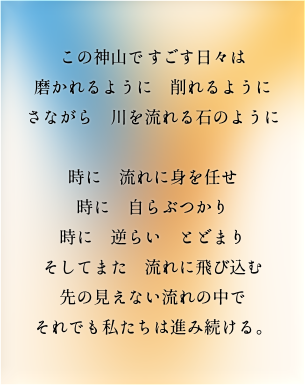 この神山ですごす日々は
磨かれるように　削れるように
さながら　川を流れる石のように
時に　流れに身を任せ
時に　自らぶつかり
時に　逆らい　とどまり
そしてまた　流れに飛び込む
先の見えない流れの中で
それでも私たちは進み続ける。